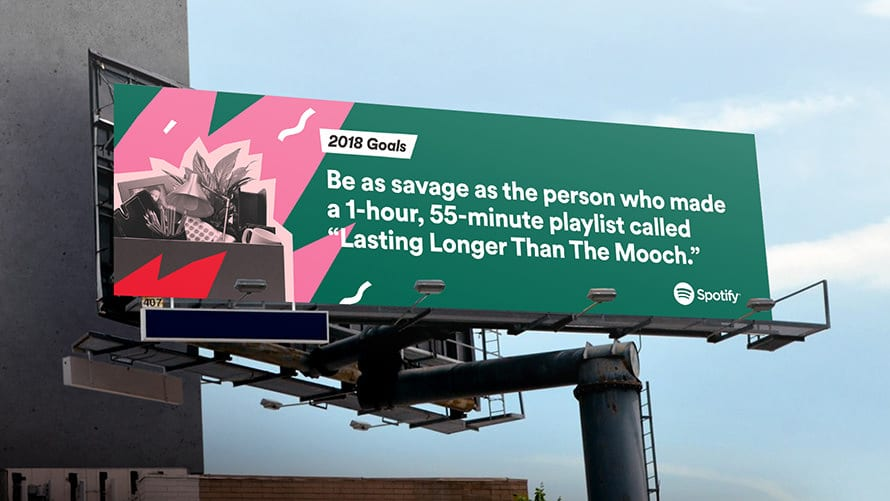 2018 Goals
Be as savage as the person who made
a 1-hour, 55-minute playlist called
“Lasting Longer Than The Mooch.”
Spotify
407